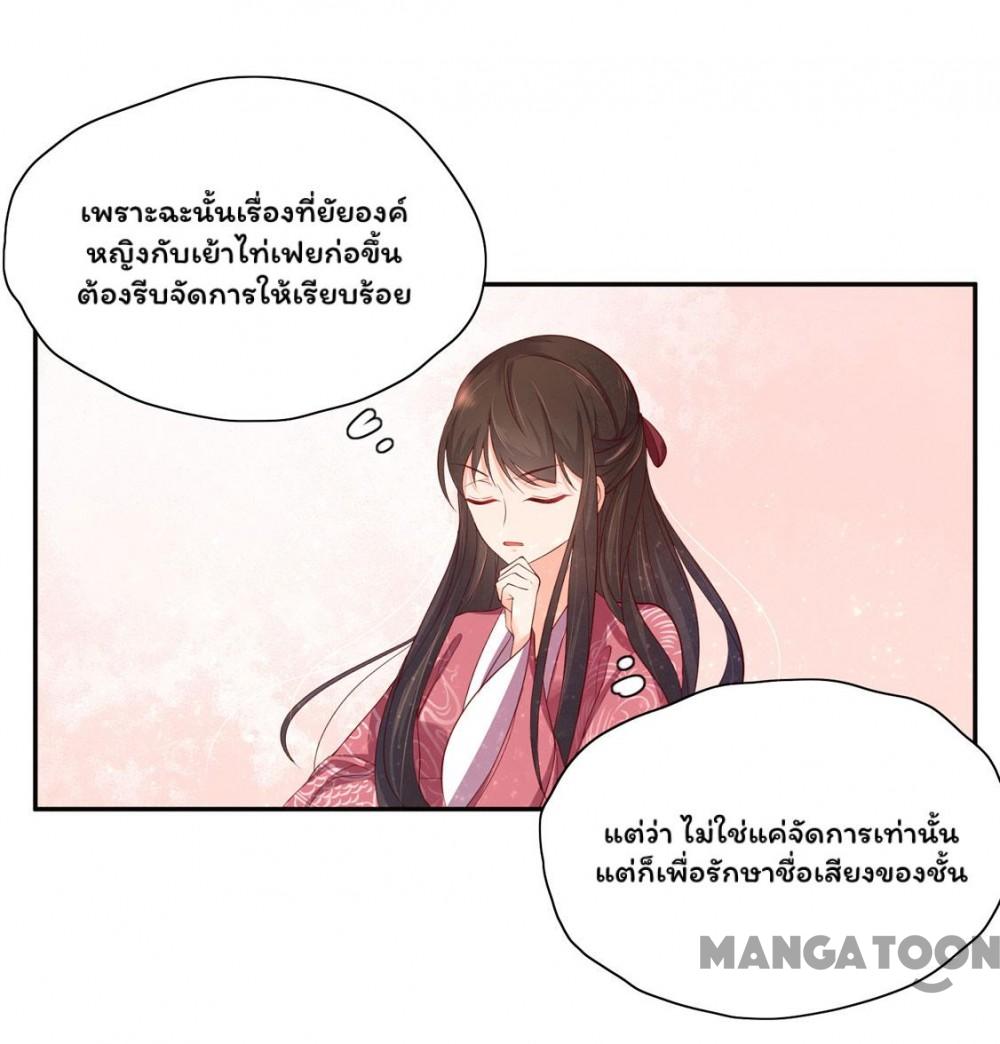 เพราะฉะนั้นเรื่องที่ยัยองค์
หญิงกับเย้าไท่เฟยก่อขึ้น
ต้องรีบจัดการให้เรียบร้อย
แต่ว่า ไม่ใช่แค่จัดการเท่านั้น
แต่ก็เพื่อรักษาชื่อเสียงของชั้น
MANGATOON